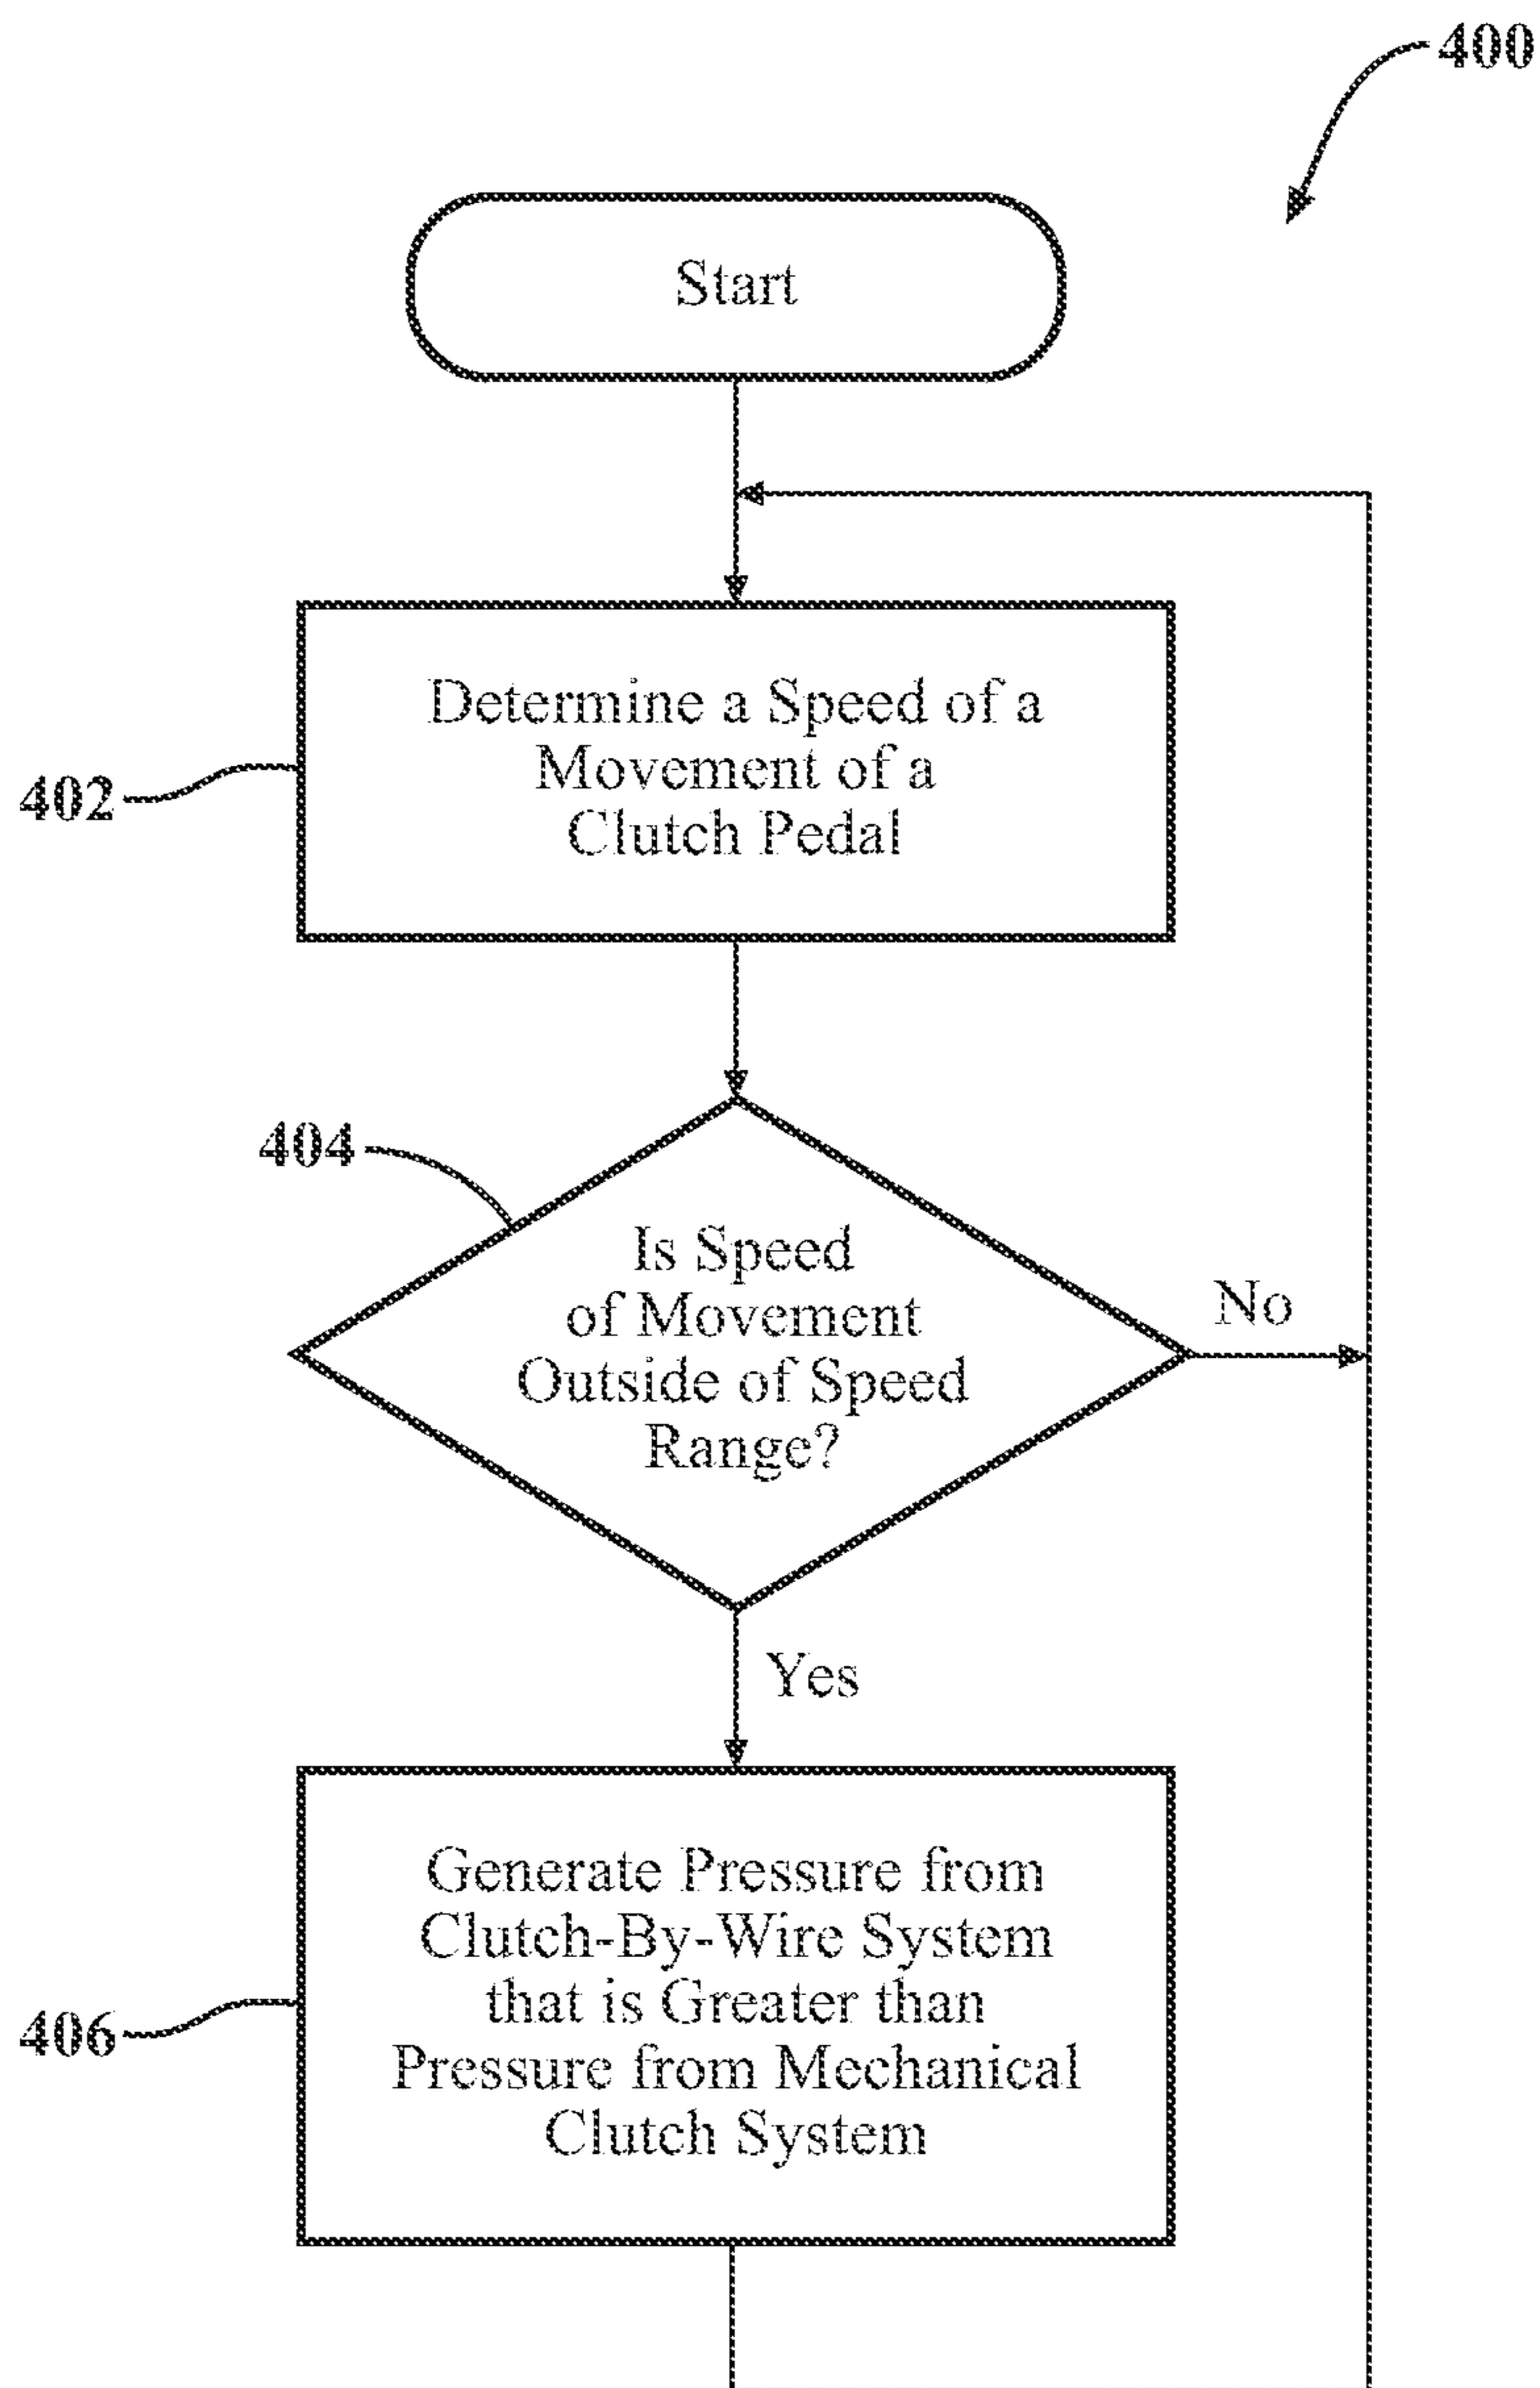 400
Start
Determine a Speed of a
Movement of a
Clutch Pedal
402
404
Is Speed
of Movement
Outside of Speed
Range?
No
Yes
Generate Pressure from
Clutch-By-Wire System
that is Greater than
Pressure from Mechanical
Clutch System
406